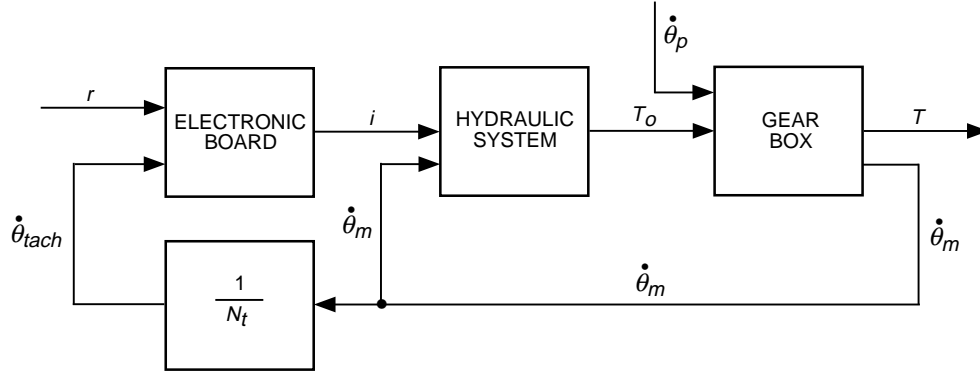 θ̇p
r
ELECTRONIC
BOARD
i
HYDRAULIC
SYSTEM
To
GEAR
BOX
T
θ̇tach
θ̇m
θ̇m
θ̇m
1
Nt